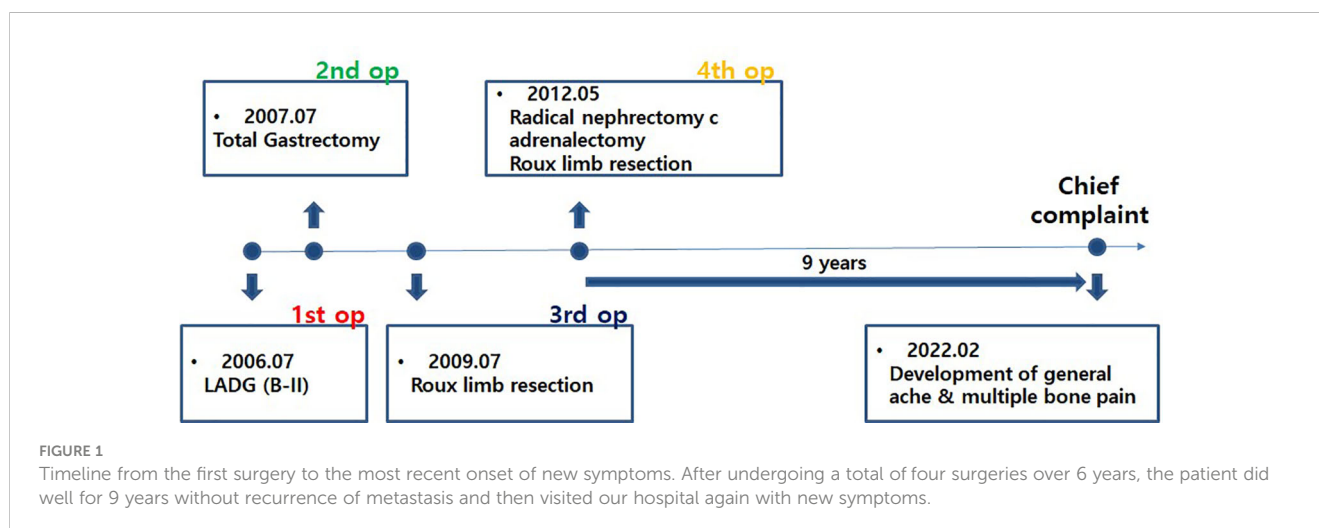 2nd op
• 2007.07
Total Gastrectomy
4th op
• 2012.05
Radical nephrectomy c
adrenalectomy
Roux limb resection
Chief
complaint
9 years
1st op
• 2006.07
LADG (B-II)
3rd op
• 2009.07
Roux limb resection
• 2022.02
Development of general
ache & multiple bone pain
FIGURE 1
Timeline from the first surgery to the most recent onset of new symptoms. After undergoing a total of four surgeries over 6 years, the patient did
well for 9 years without recurrence of metastasis and then visited our hospital again with new symptoms.